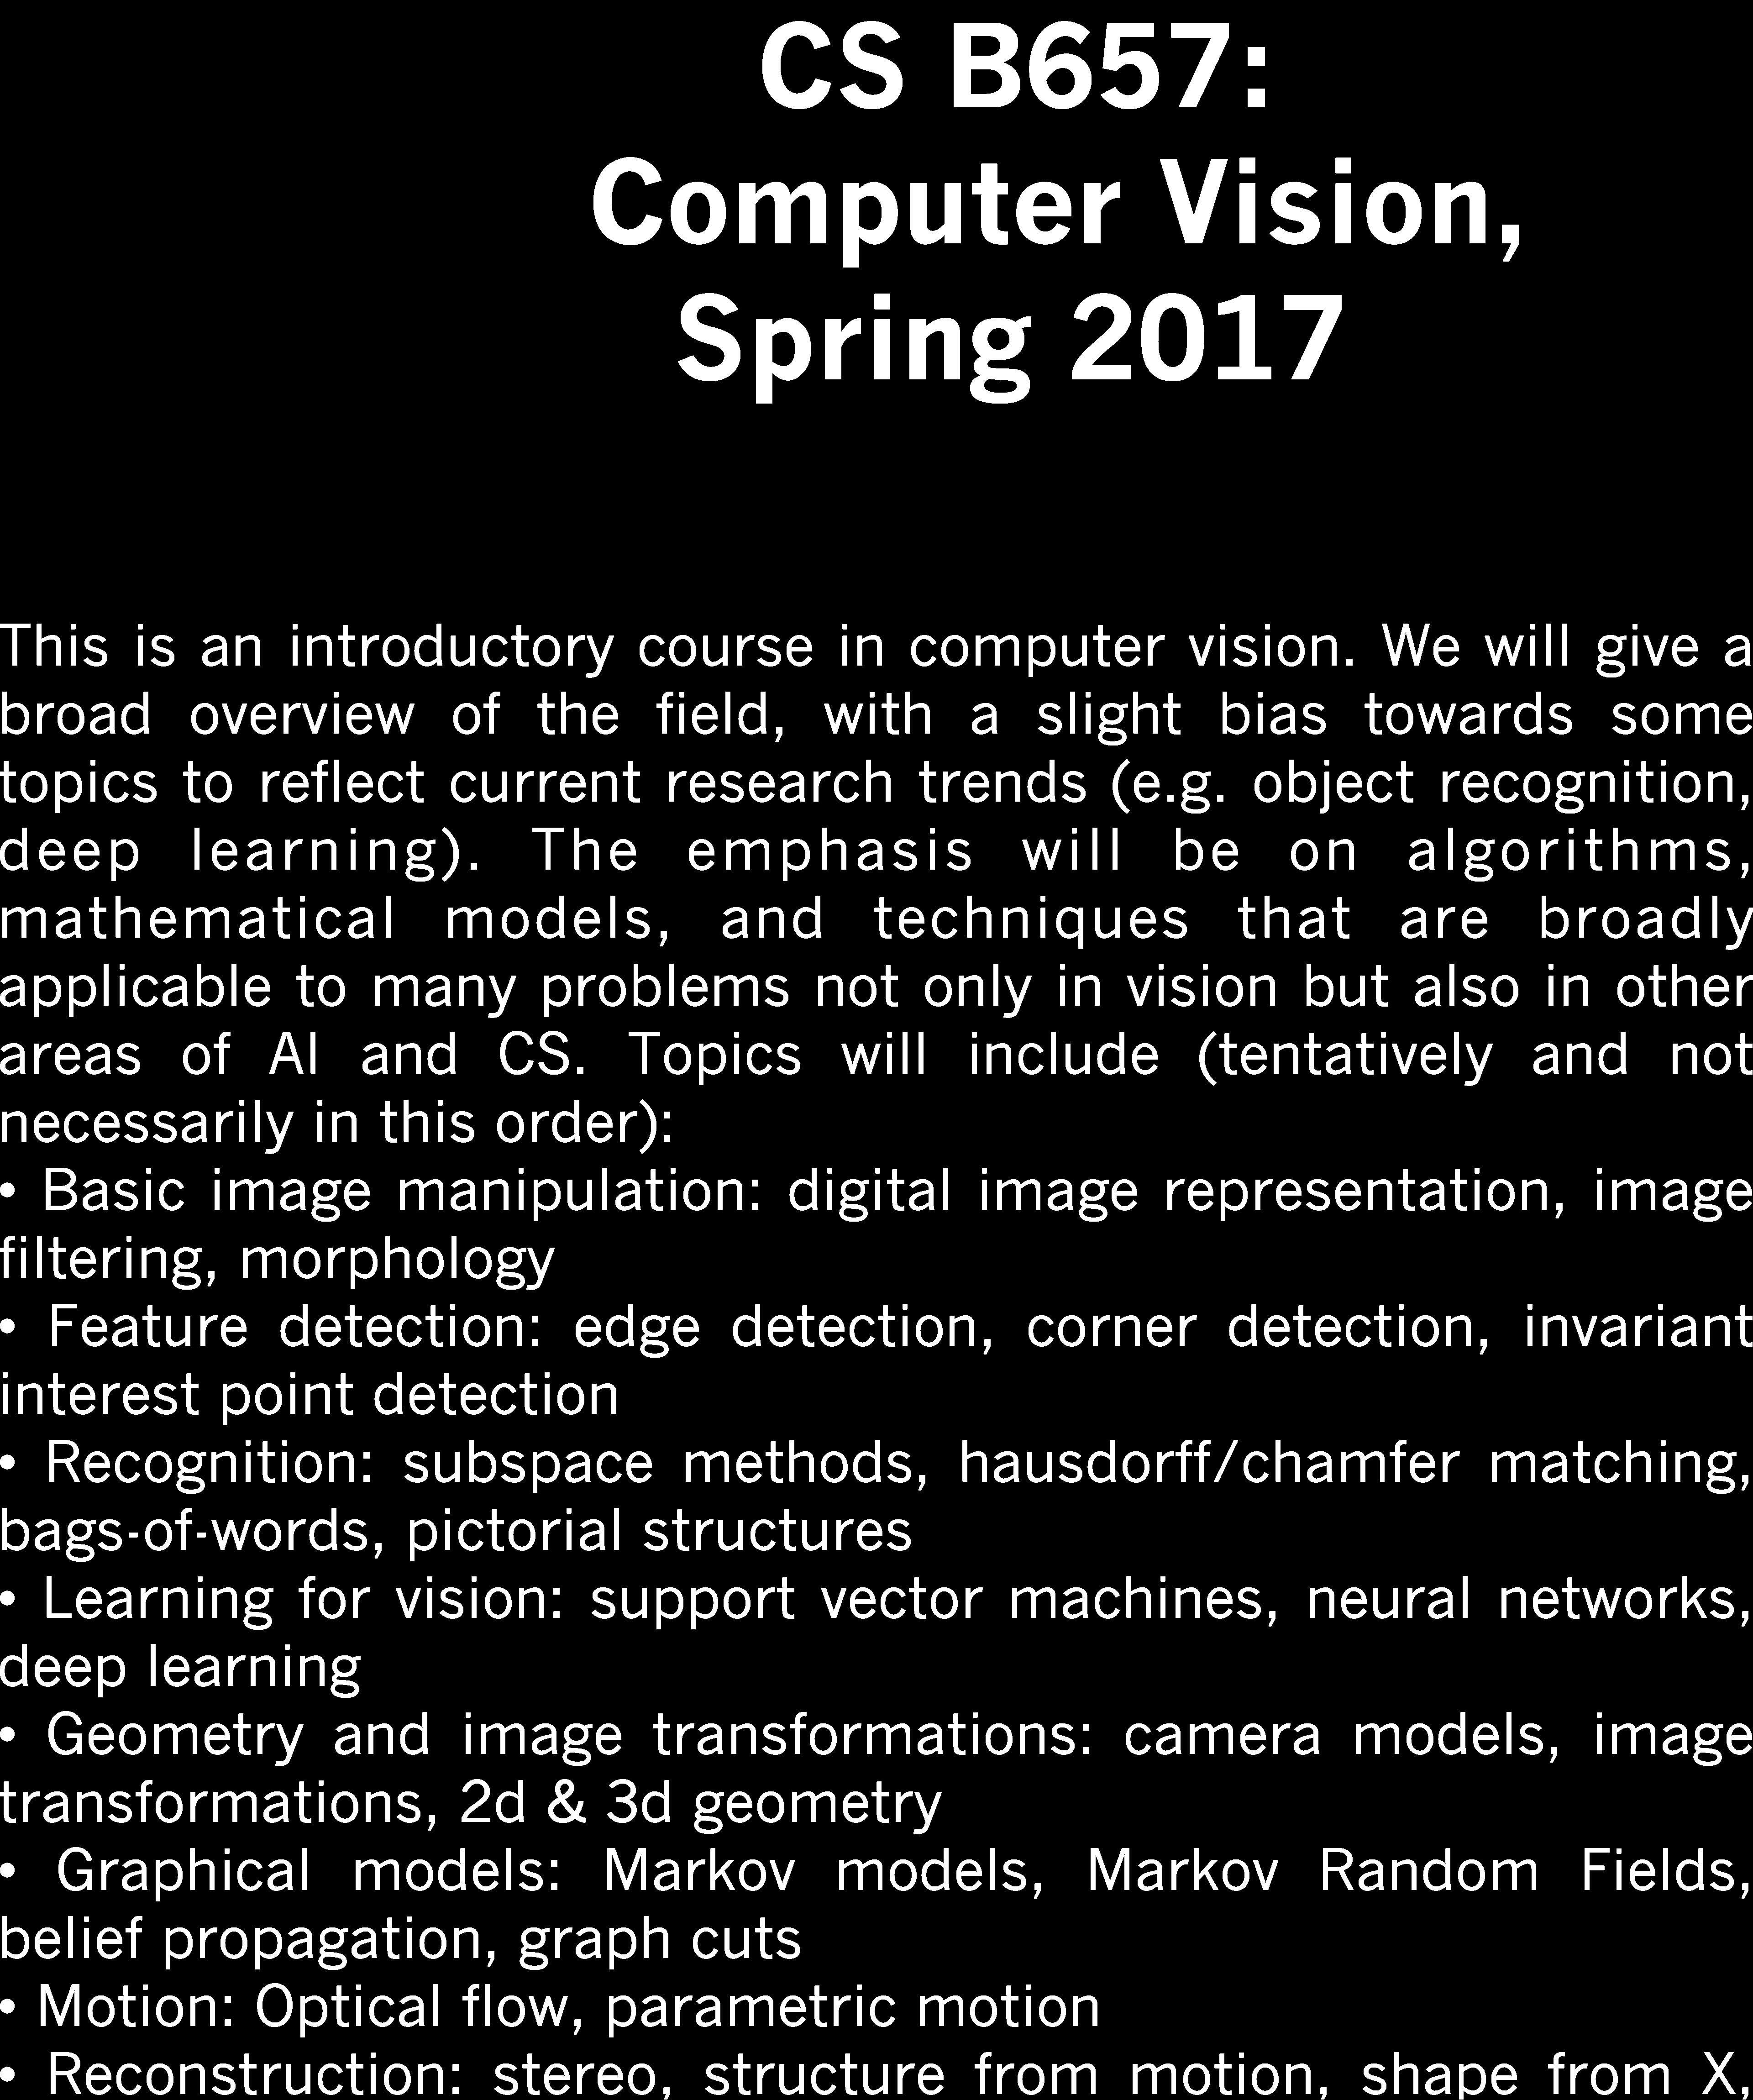 CS B657:
Computer Vision,
Spring 2017
This is an introductory course in computer vision. We will give a
broad overview of the field, with a slight bias towards some
topics to reflect current research trends (e.g. object recognition,
deep learning). The emphasis will be on algorithms,
mathematical models, and techniques that are broadly
applicable to many problems not only in vision but also in other
areas of AI and CS. Topics will include (tentatively and not
necessarily in this order):
• Basic image manipulation: digital image representation, image
filtering, morphology
• Feature detection: edge detection, corner detection, invariant
interest point detection
• Recognition: subspace methods, hausdorff/chamfer matching,
bags-of-words, pictorial structures
• Learning for vision: support vector machines, neural networks,
deep learning
• Geometry and image transformations: camera models, image
transformations, 2d & 3d geometry
• Graphical models: Markov models, Markov Random Fields,
belief propagation, graph cuts
• Motion: Optical flow, parametric motion
• Reconstruction: stereo, structure from motion, shape from X,